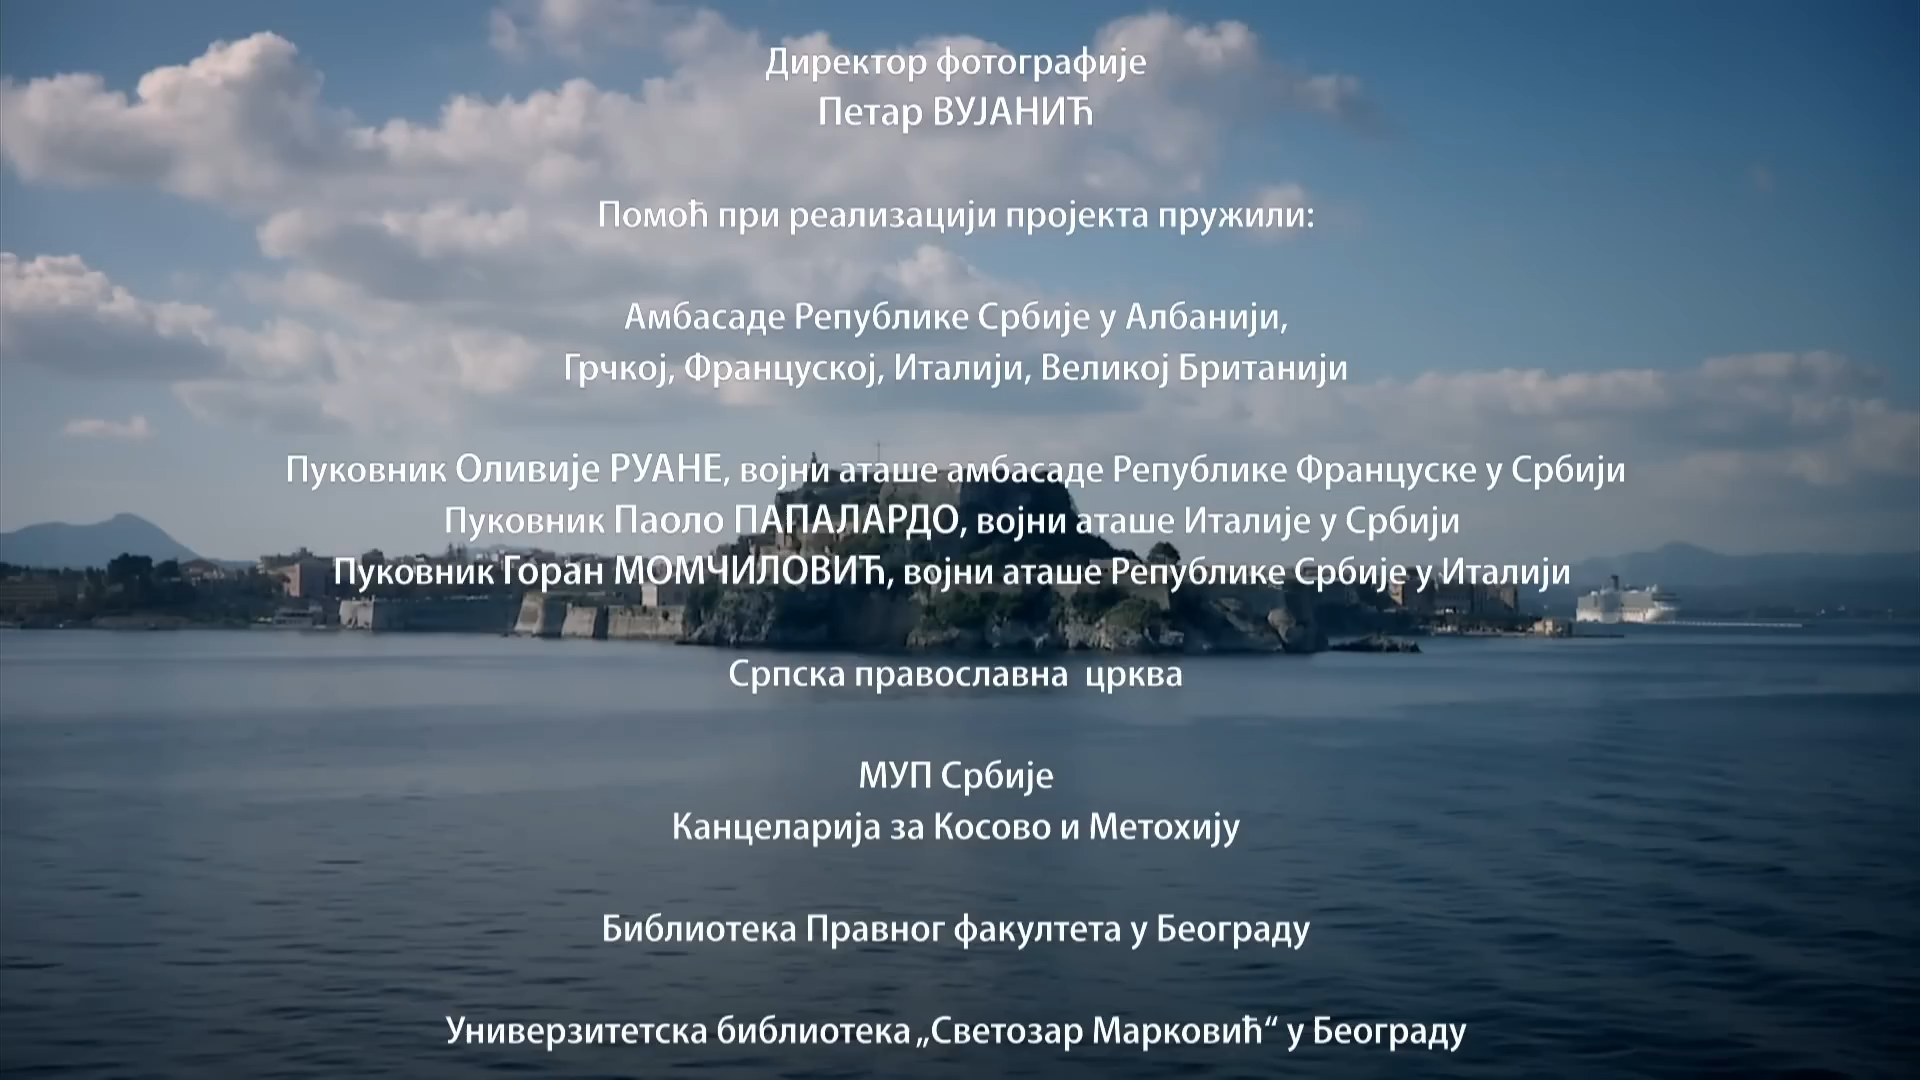 Директор фотографије
Петар ВУЈАНИЋ
Помоћ при реализацији пројекта пружили:
Амбасаде Републике Србије у Албанији,
Грчкој, Француској, Италији, Великој Британији
Пуковник Оливије РУАНЕ, војни аташе амбасаде Републике Француске у Србији
Пуковник Паоло ПАПАЛАРДО, војни аташе Италије у Србији
Пуковник Горан МОМЧИЛОВИЋ, војни аташе Републике Србије у Италији
Српска православна црква
МУП Србије
Канцеларија за Косово и Метохију
Библиотека Правног факултета у Београду
Универзитетска библиотека „Светозар Марковић“ у Београду